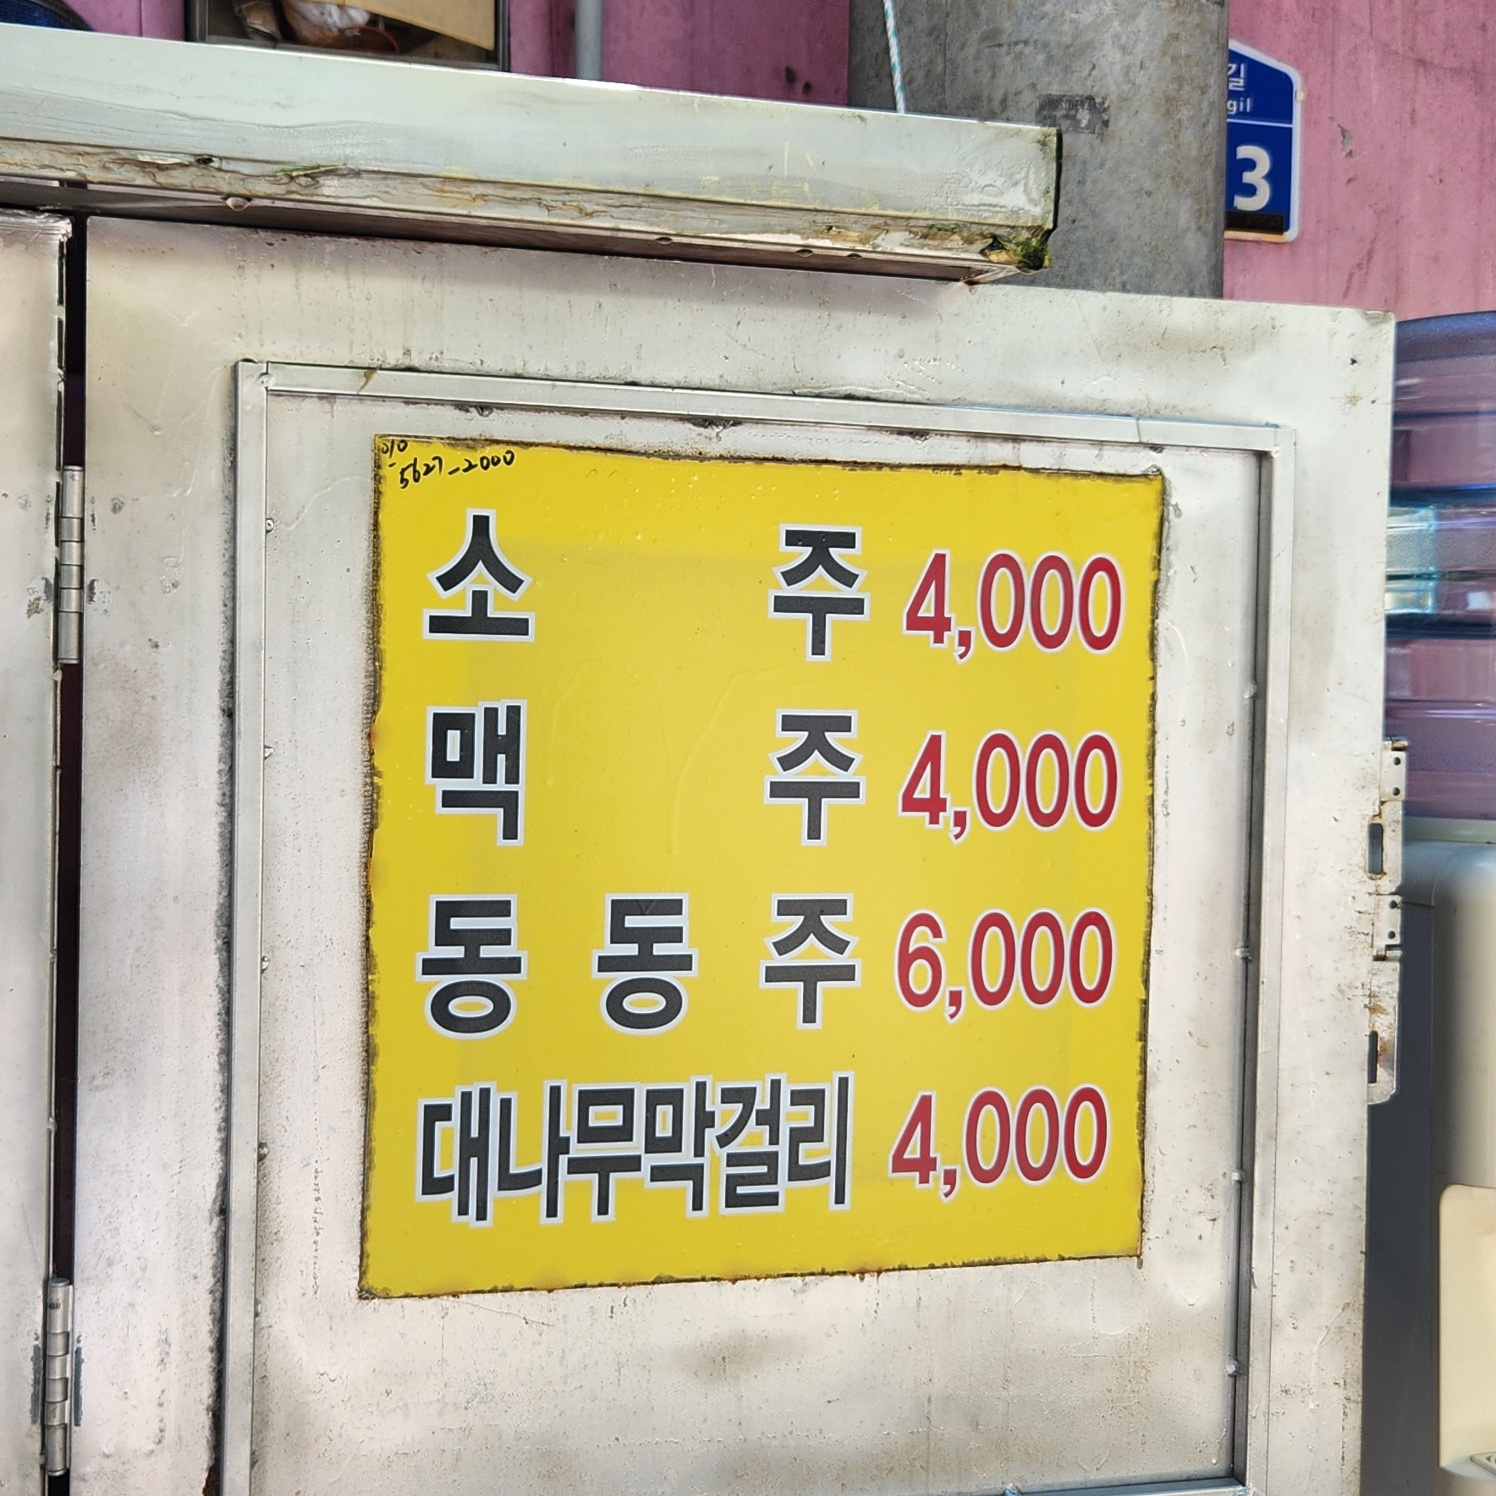 길
gil
3
010
-5627-2000
소 주 4,000
맥 주 4,000
동 동 주 6,000
대나무막걸리 4,000